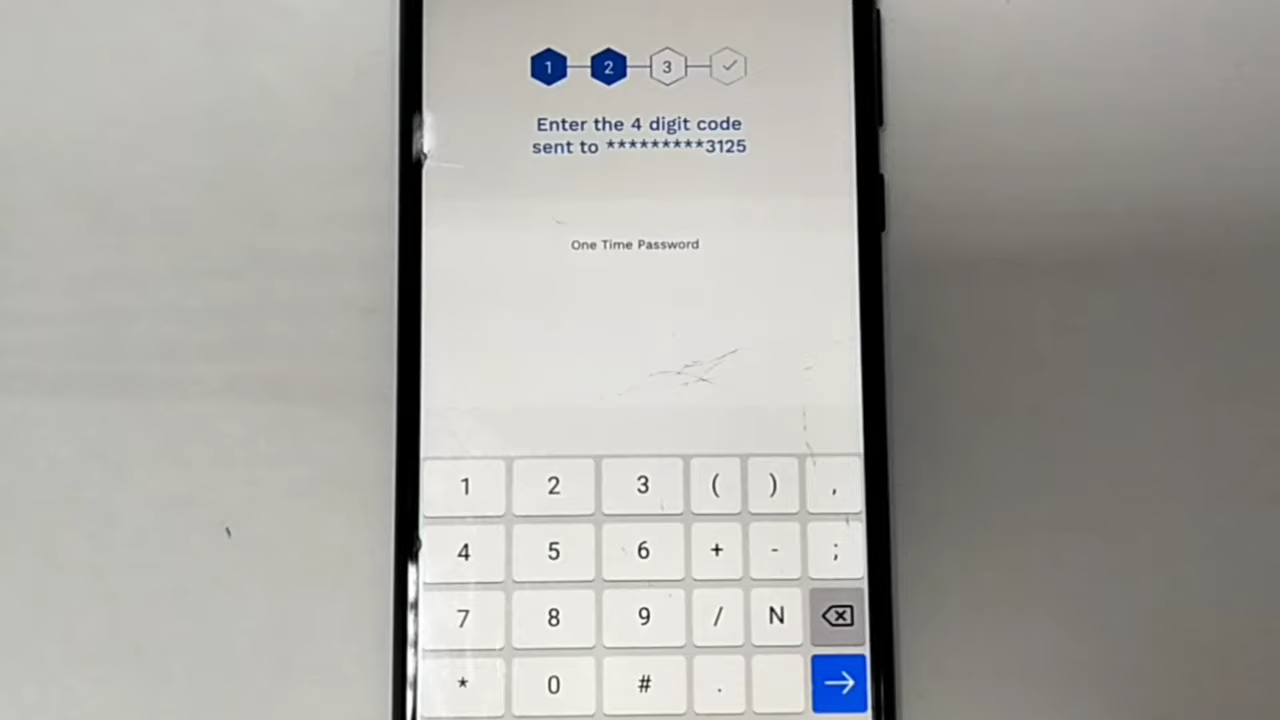 1 2 3
Enter the 4 digit code
sent to *********3125
One Time Password
1 2 3 ( ) ,
4 5 6 + - ;
7 8 9 / N
* 0 # .